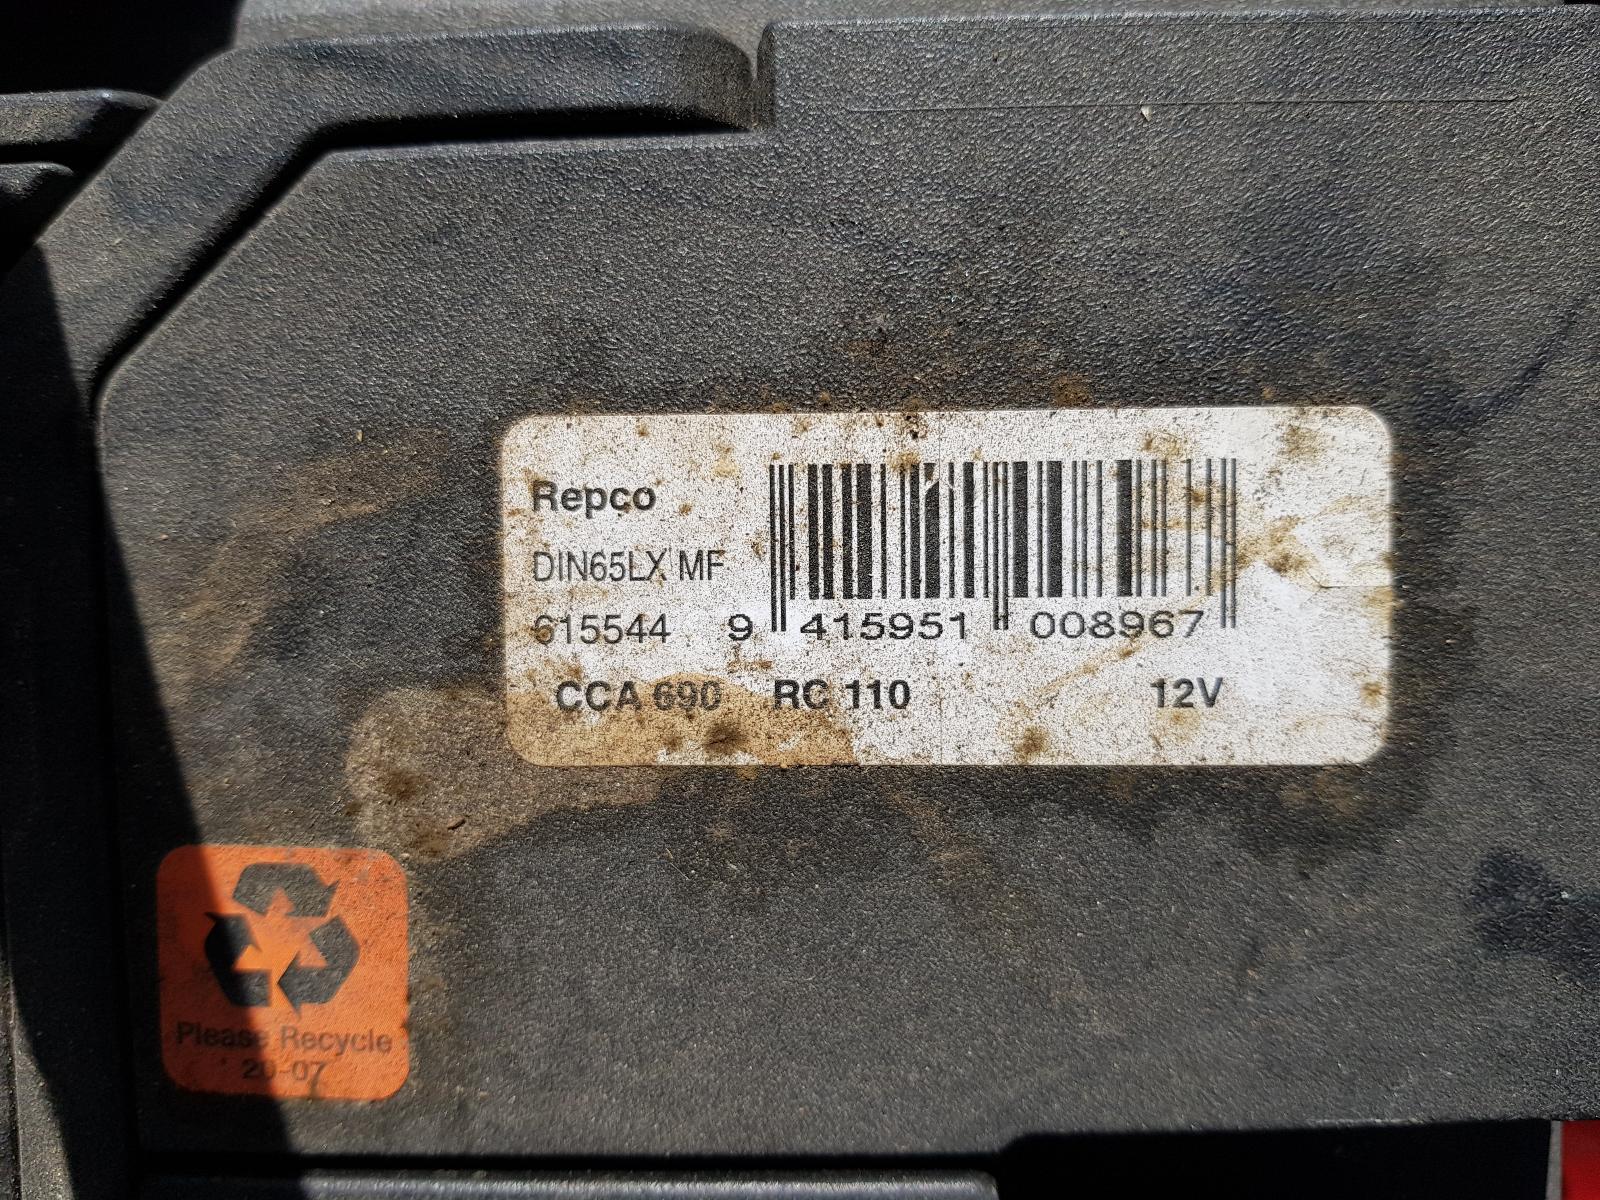 Repco
DIN65LX MF
615544
9 415951 008967
CCA 690 RC 110 12V
Please Recycle
20-07